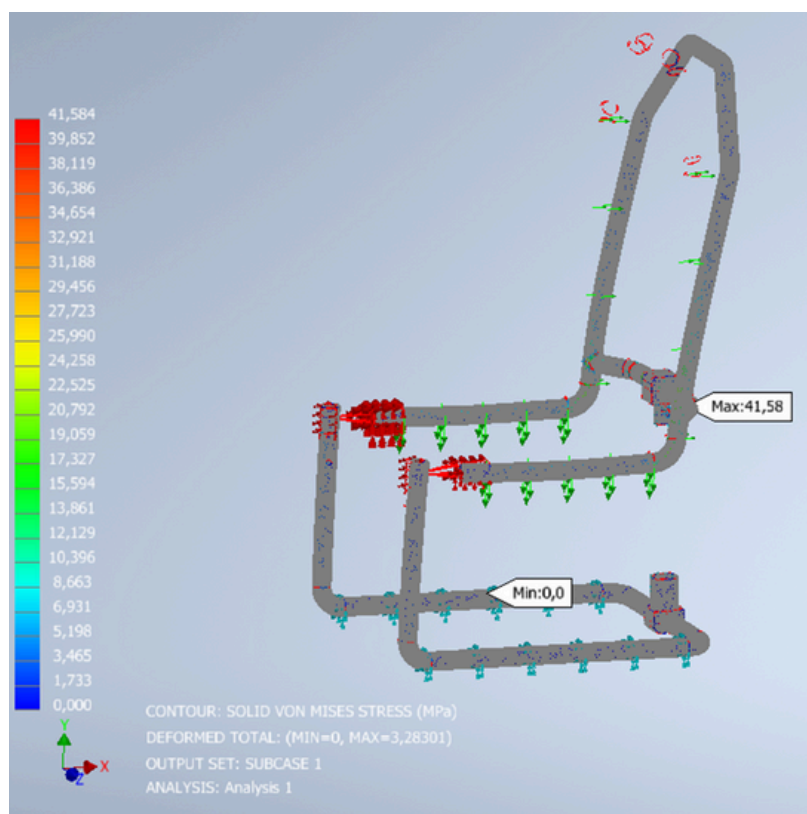 41,584
39,852
38,119
36,386
34,654
32,921
31,188
29,456
27,723
25,990
24,258
22,525
20,792
19,059
17,327
15,594
13,861
12,129
10,396
8,663
6,931
5,198
3,465
1,733
0,000
Max:41,58
Min:0,0
CONTOUR: SOLID VON MISES STRESS (MPa)
DEFORMED TOTAL: (MIN=0, MAX=3,28301)
OUTPUT SET: SUBCASE 1
ANALYSIS: Analysis 1
Y
X
Z